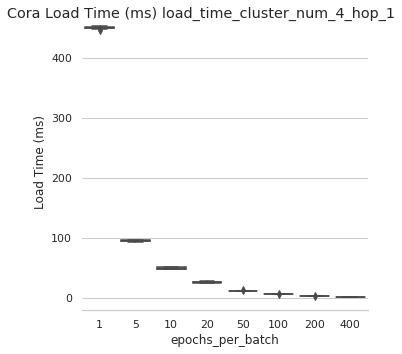 Cora Load Time (ms) load_time_cluster_num_4_hop_1
Load Time (ms)
400
300
200
100
0
1 5 10 20 50 100 200 400
epochs_per_batch